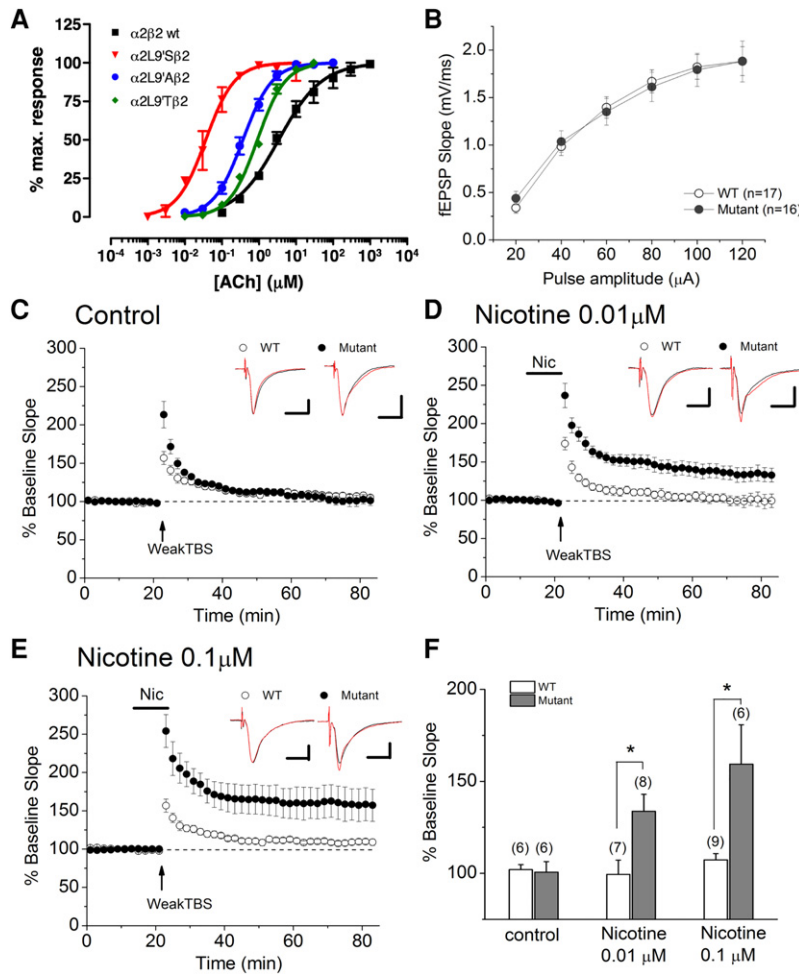 A
α2β2 wt
α2L9'Sβ2
α2L9'Aβ2
α2L9'Tβ2
% max. response
125
100
75
50
25
0
10⁻⁴ 10⁻³ 10⁻² 10⁻¹ 10⁰ 10¹ 10² 10³ 10⁴
[ACh] (μM)
B
fEPSP Slope (mV/ms)
2.0
1.5
1.0
0.5
0.0
WT (n=17)
Mutant (n=16)
20 40 60 80 100 120
Pulse amplitude (μA)
C Control
% Baseline Slope
300
250
200
150
100
50
0
WT Mutant
WeakTBS
0 20 40 60 80
Time (min)
D Nicotine 0.01μM
% Baseline Slope
300
250
200
150
100
50
0
Nic
WT Mutant
WeakTBS
0 20 40 60 80
Time (min)
E Nicotine 0.1μM
% Baseline Slope
300
250
200
150
100
50
0
Nic
WT Mutant
WeakTBS
0 20 40 60 80
Time (min)
F
% Baseline Slope
200
150
100
WT
Mutant
* *
(6) (6) (7) (8) (9) (6)
control Nicotine 0.01 μM Nicotine 0.1 μM